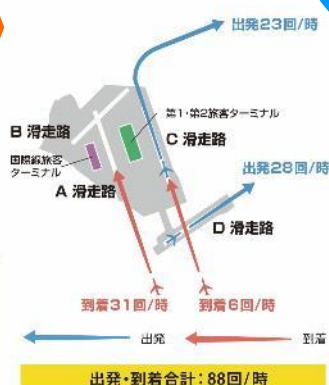 出発23回/時
第1・第2旅客ターミナル
B 滑走路
C 滑走路
国際線旅客
ターミナル
出発28回/時
A 滑走路
D 滑走路
到着31回/時
到着6回/時
出発
到着
出発・到着合計:88回/時